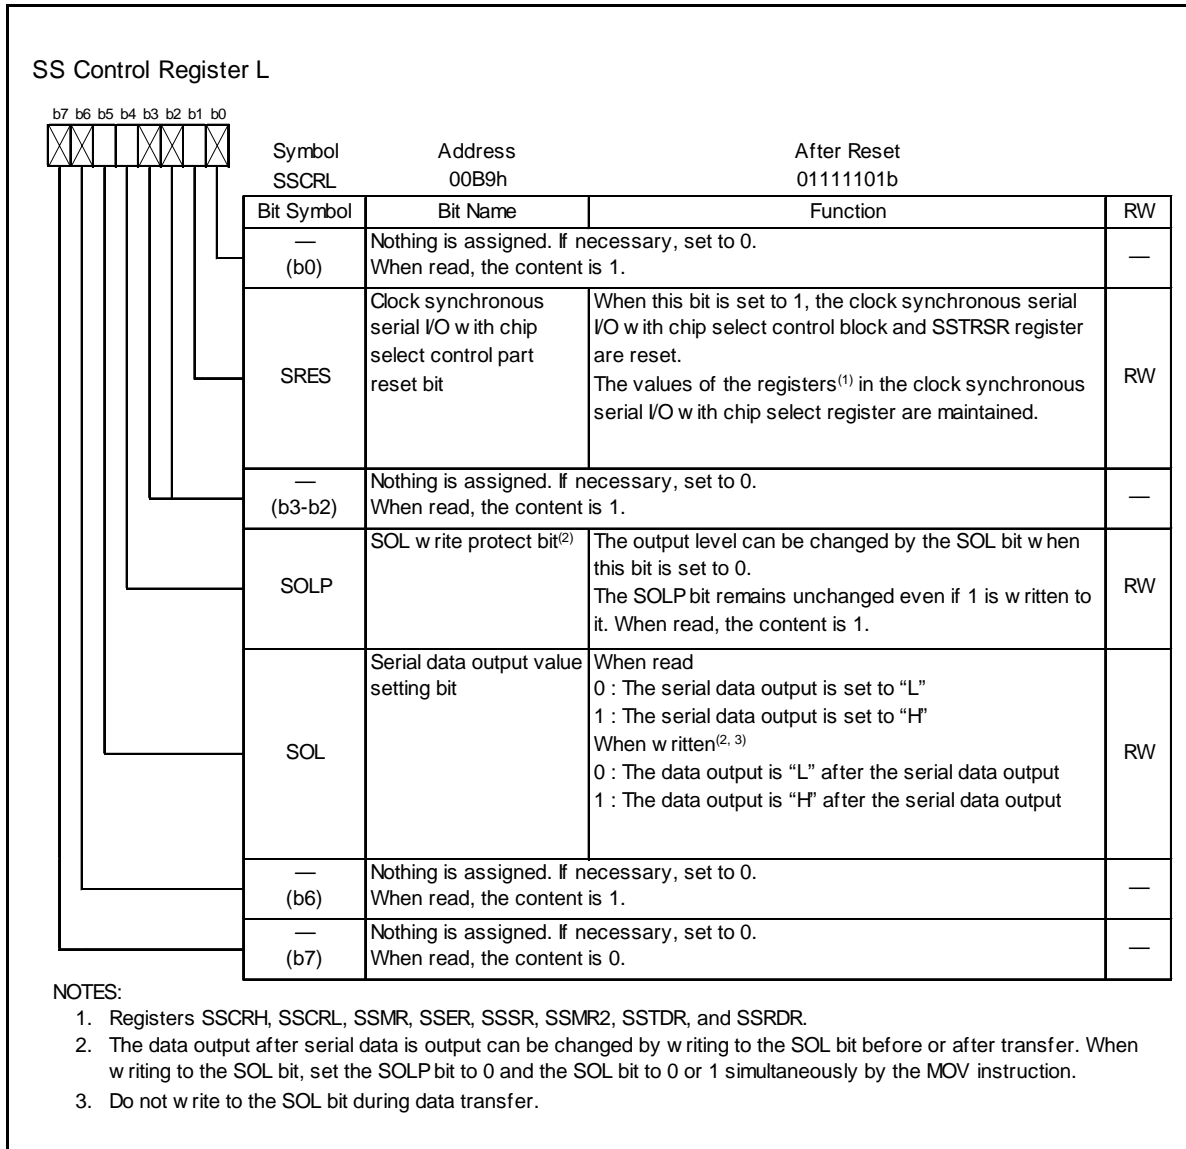 SS Control Register L
b7 b6 b5 b4 b3 b2 b1 b0
Symbol Address After Reset
SSCRL 00B9h 01111101b
Bit Symbol Bit Name Function RW
—
(b0)
Nothing is assigned. If necessary, set to 0.
When read, the content is 1.
—
SRES
Clock synchronous
serial I/O with chip
select control part
reset bit
When this bit is set to 1, the clock synchronous serial
I/O with chip select control block and SSTRSR register
are reset.
The values of the registers(1) in the clock synchronous
serial I/O with chip select register are maintained.
RW
—
(b3-b2)
Nothing is assigned. If necessary, set to 0.
When read, the content is 1.
—
SOLP
SOL write protect bit(2)
The output level can be changed by the SOL bit when
this bit is set to 0.
The SOLP bit remains unchanged even if 1 is written to
it. When read, the content is 1.
RW
SOL
Serial data output value
setting bit
When read
0 : The serial data output is set to “L”
1 : The serial data output is set to “H”
When written(2, 3)
0 : The data output is “L” after the serial data output
1 : The data output is “H” after the serial data output
RW
—
(b6)
Nothing is assigned. If necessary, set to 0.
When read, the content is 1.
—
—
(b7)
Nothing is assigned. If necessary, set to 0.
When read, the content is 0.
—
NOTES:
1. Registers SSCRH, SSCRL, SSMR, SSER, SSSR, SSMR2, SSTDR, and SSRDR.
2. The data output after serial data is output can be changed by writing to the SOL bit before or after transfer. When
writing to the SOL bit, set the SOLP bit to 0 and the SOL bit to 0 or 1 simultaneously by the MOV instruction.
3. Do not write to the SOL bit during data transfer.